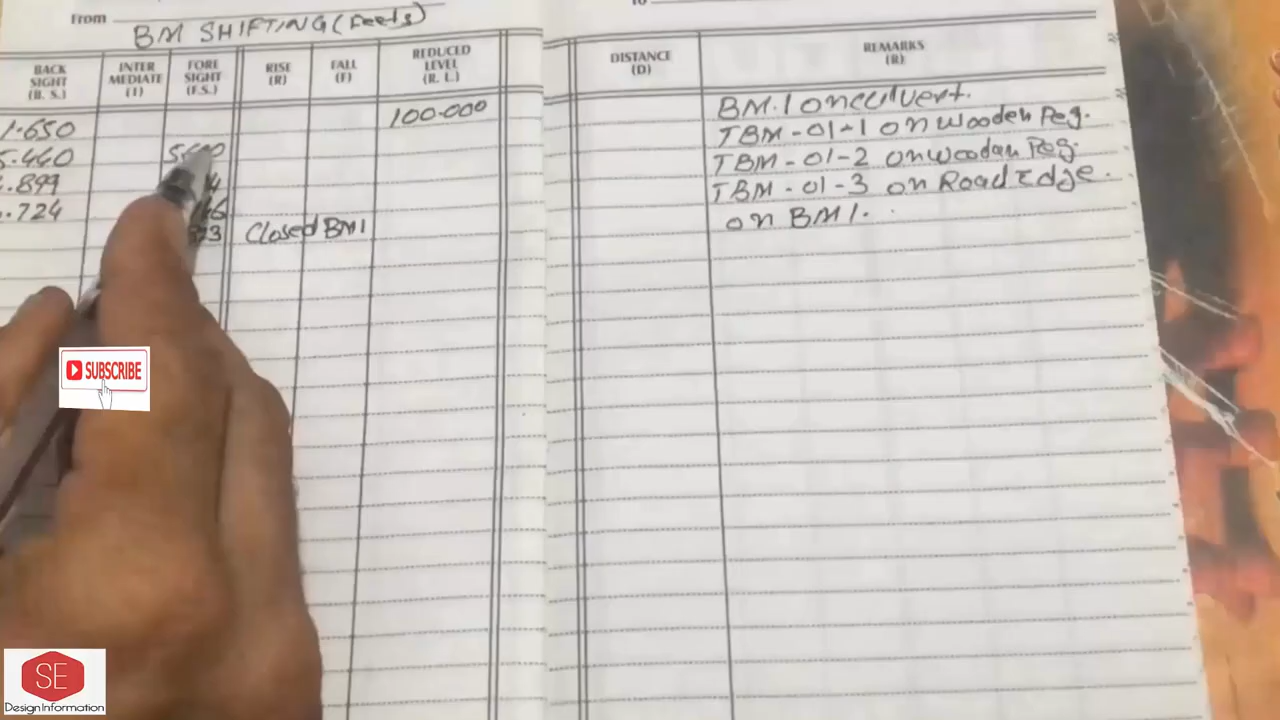 From BM SHIFTING (Feets)
BACK SIGHT (B. S.) INTER MEDIATE (I) FORE SIGHT (F.S.) RISE (R) FALL (F) REDUCED LEVEL (R. L.) DISTANCE (D) REMARKS (R)
100.000 BM.1 on culvert.
1.650 TBM-01-1 on wooden Peg.
5.440 TBM-01-2 on wooden Peg.
.899 TBM-01-3 on Road Edge.
.724 on BM1.
Closed BM1
SUBSCRIBE
SE
Design Information